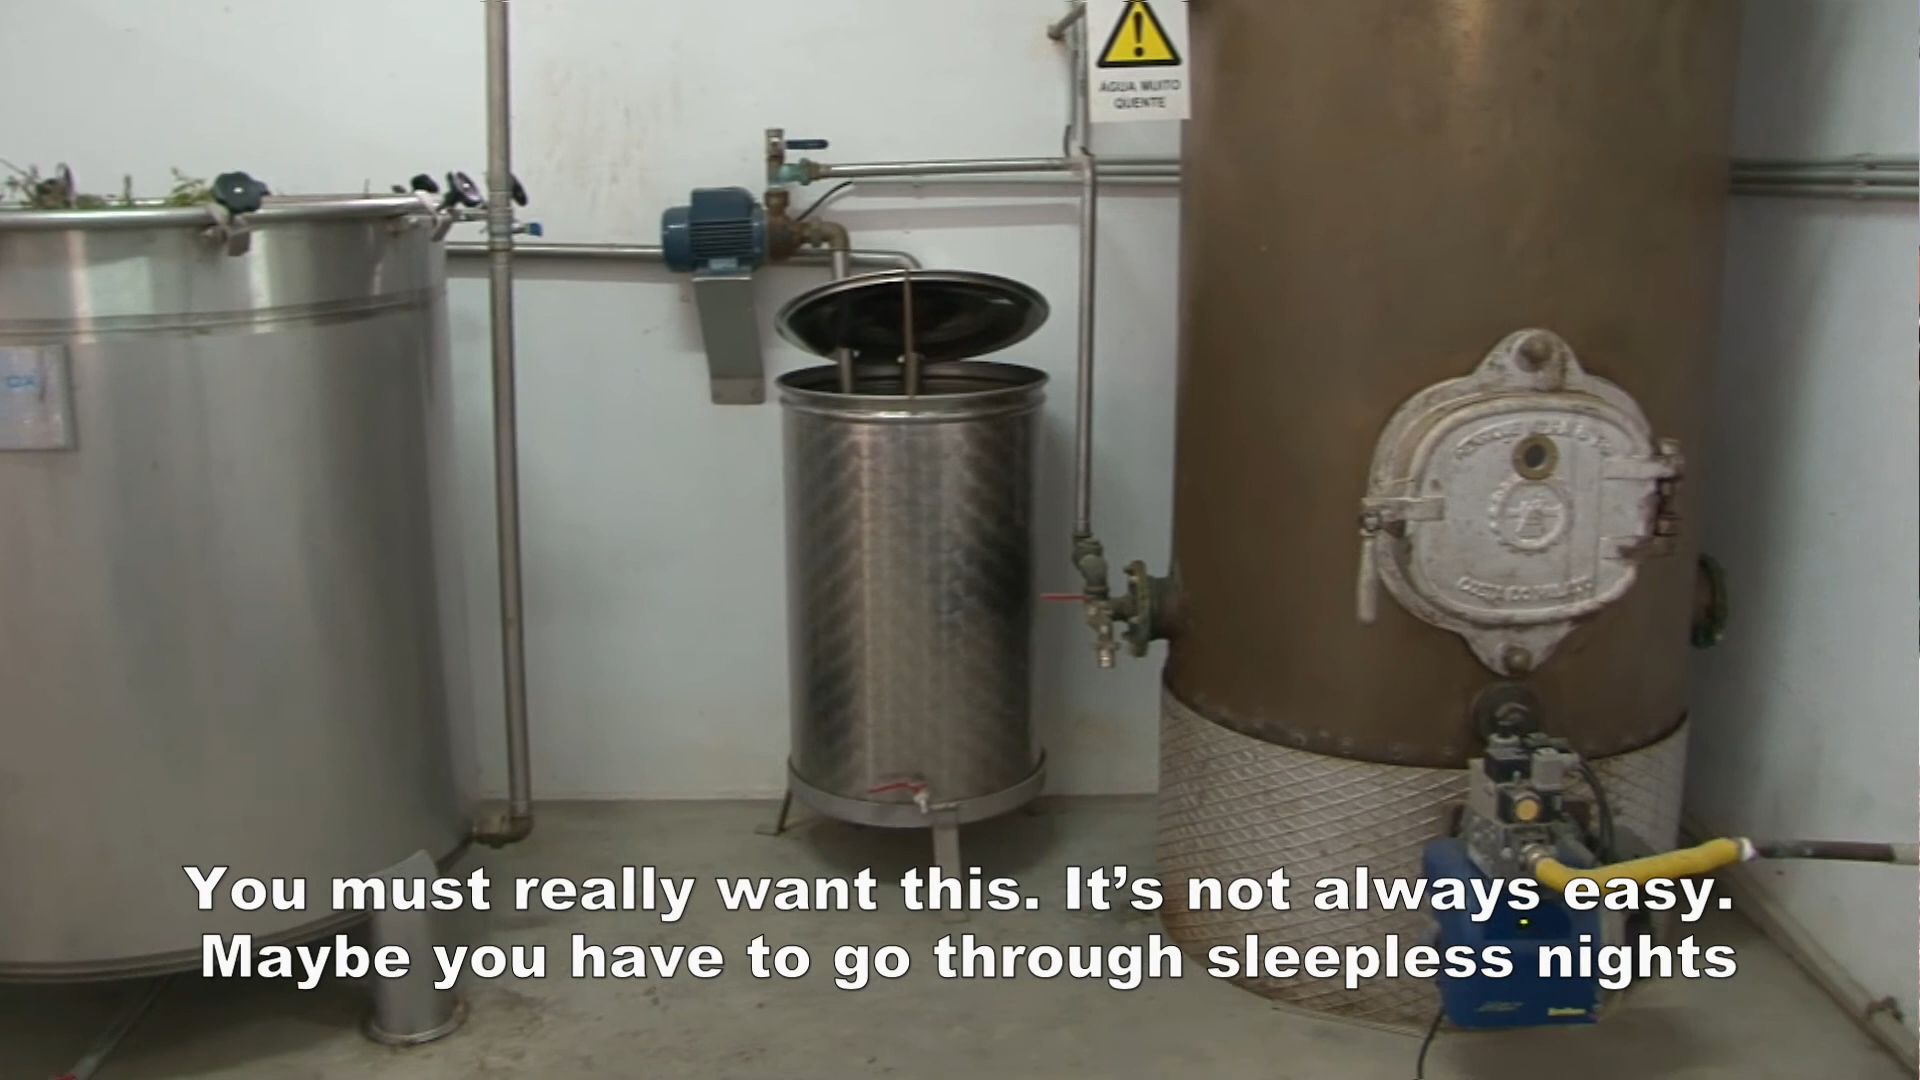 ÁGUA MUITO
QUENTE
You must really want this. It’s not always easy.
Maybe you have to go through sleepless nights